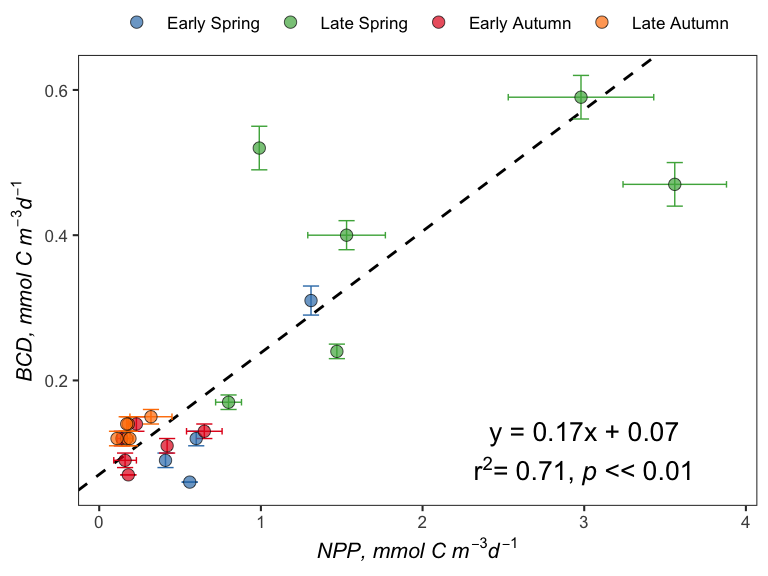 Early Spring Late Spring Early Autumn Late Autumn
0.6
0.4
0.2
BCD, mmol C m⁻³d⁻¹
y = 0.17x + 0.07
r²= 0.71, p << 0.01
0 1 2 3 4
NPP, mmol C m⁻³d⁻¹